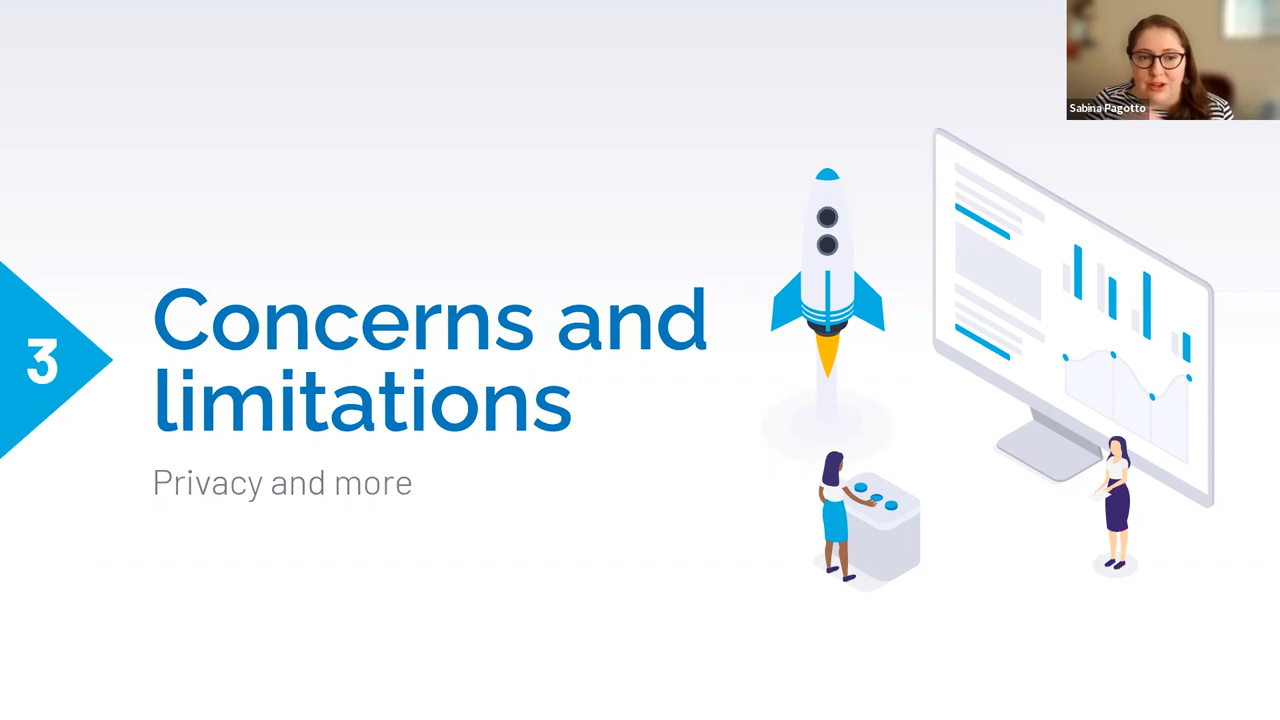 Sabina Pagotto
3
Concerns and
limitations
Privacy and more